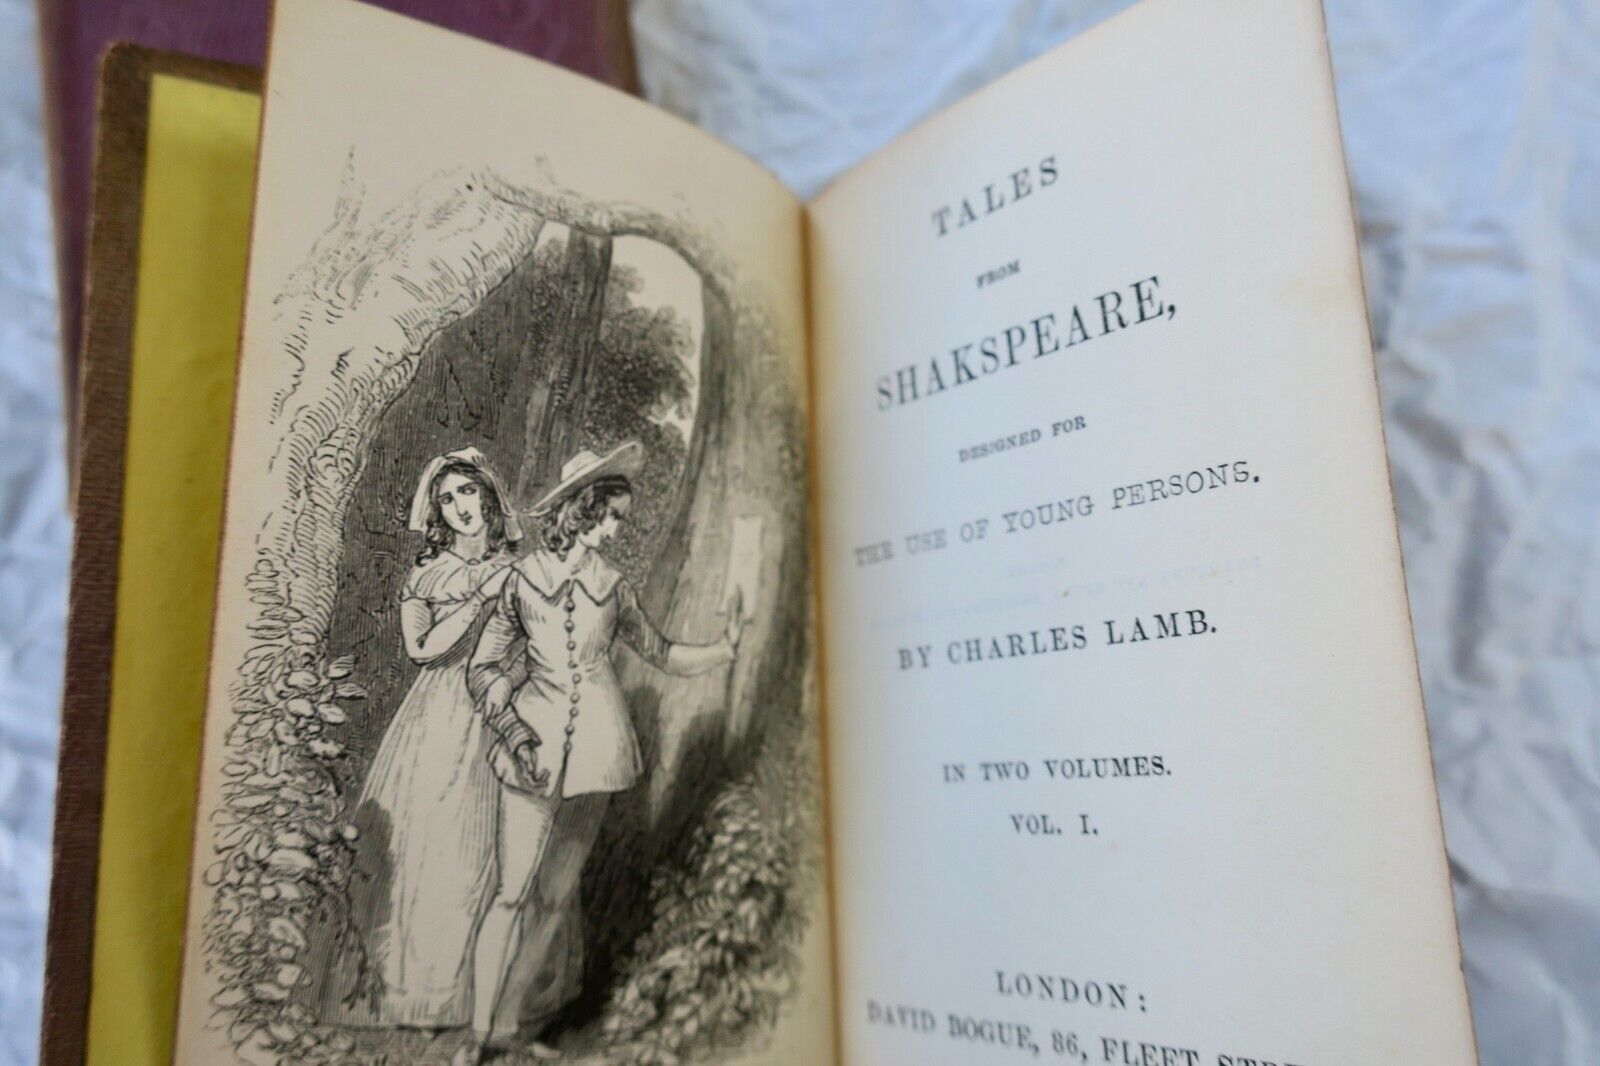 TALES
FROM
SHAKSPEARE,
DESIGNED FOR
THE USE OF YOUNG PERSONS.
BY CHARLES LAMB.
IN TWO VOLUMES.
VOL. I.
LONDON:
DAVID BOGUE, 86, FLEET